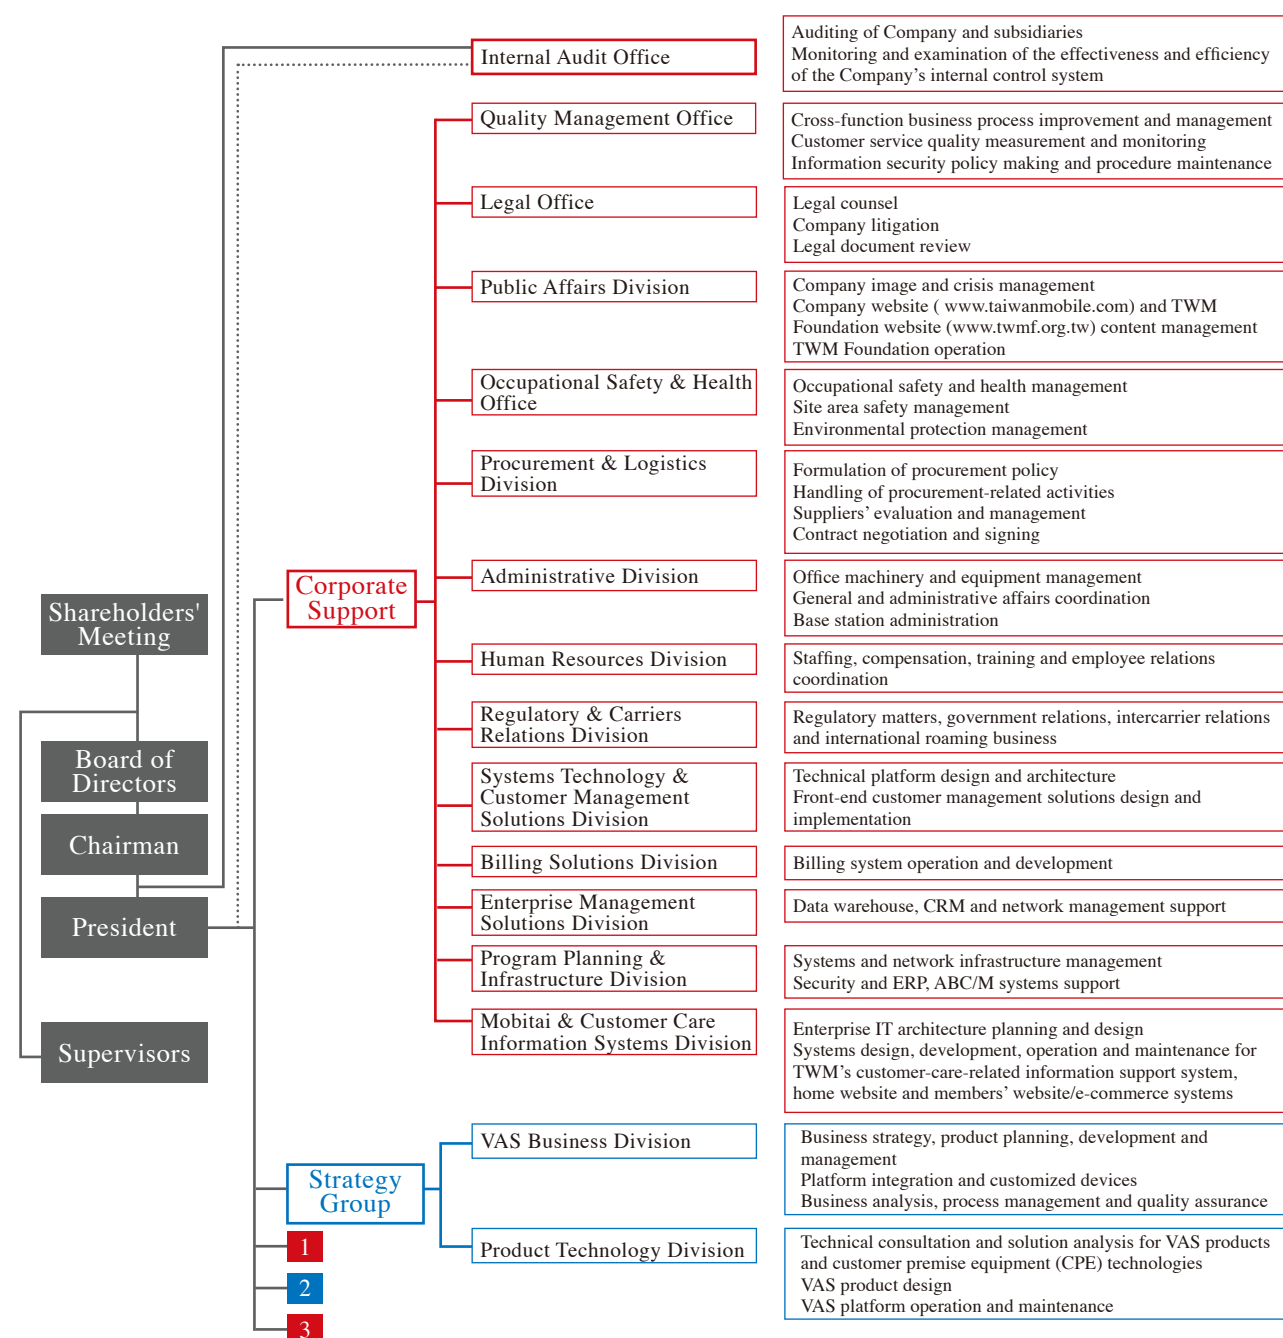 Shareholders'
Meeting
Board of
Directors
Chairman
President
Supervisors
Corporate
Support
Strategy
Group
1
2
3
Internal Audit Office
Auditing of Company and subsidiaries
Monitoring and examination of the effectiveness and efficiency
of the Company’s internal control system
Quality Management Office
Cross-function business process improvement and management
Customer service quality measurement and monitoring
Information security policy making and procedure maintenance
Legal Office
Legal counsel
Company litigation
Legal document review
Public Affairs Division
Company image and crisis management
Company website ( www.taiwanmobile.com) and TWM
Foundation website (www.twmf.org.tw) content management
TWM Foundation operation
Occupational Safety & Health
Office
Occupational safety and health management
Site area safety management
Environmental protection management
Procurement & Logistics
Division
Formulation of procurement policy
Handling of procurement-related activities
Suppliers’ evaluation and management
Contract negotiation and signing
Administrative Division
Office machinery and equipment management
General and administrative affairs coordination
Base station administration
Human Resources Division
Staffing, compensation, training and employee relations
coordination
Regulatory & Carriers
Relations Division
Regulatory matters, government relations, intercarrier relations
and international roaming business
Systems Technology &
Customer Management
Solutions Division
Technical platform design and architecture
Front-end customer management solutions design and
implementation
Billing Solutions Division
Billing system operation and development
Enterprise Management
Solutions Division
Data warehouse, CRM and network management support
Program Planning &
Infrastructure Division
Systems and network infrastructure management
Security and ERP, ABC/M systems support
Mobitai & Customer Care
Information Systems Division
Enterprise IT architecture planning and design
Systems design, development, operation and maintenance for
TWM’s customer-care-related information support system,
home website and members’ website/e-commerce systems
VAS Business Division
Business strategy, product planning, development and
management
Platform integration and customized devices
Business analysis, process management and quality assurance
Product Technology Division
Technical consultation and solution analysis for VAS products
and customer premise equipment (CPE) technologies
VAS product design
VAS platform operation and maintenance